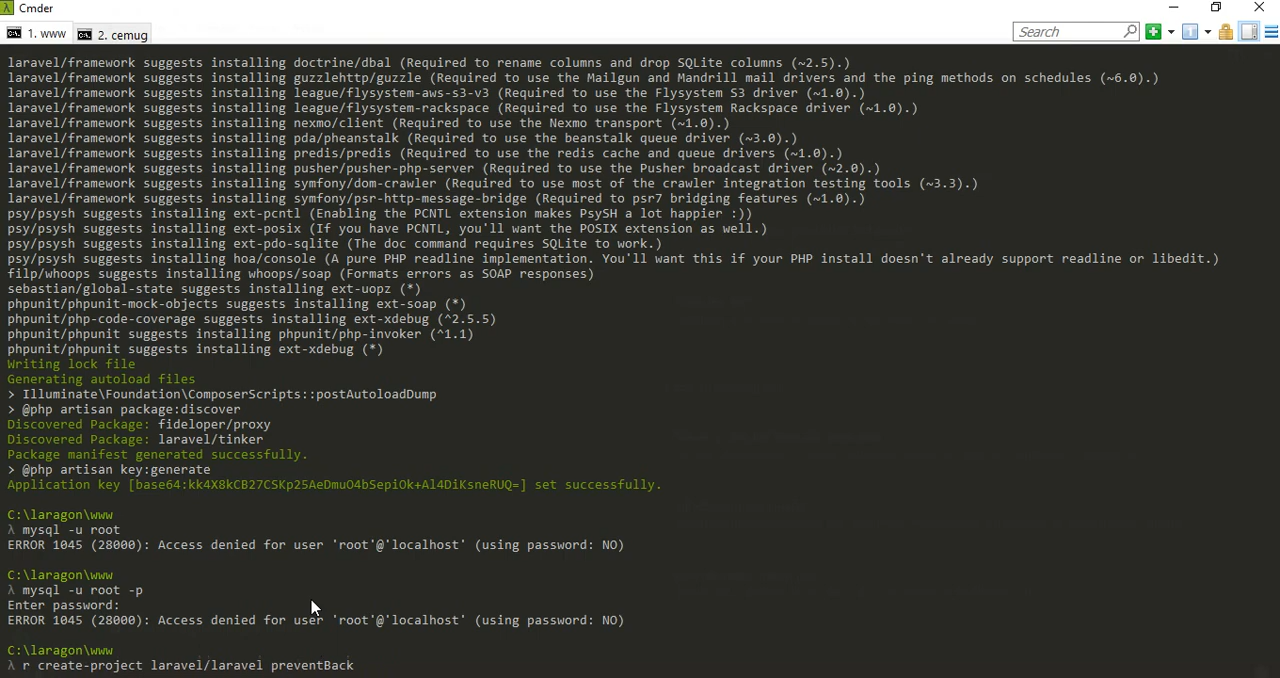 Cmder
1. www
2. cemug
Search
laravel/framework suggests installing doctrine/dbal (Required to rename columns and drop SQLite columns (~2.5).)
laravel/framework suggests installing guzzlehttp/guzzle (Required to use the Mailgun and Mandrill mail drivers and the ping methods on schedules (~6.0).)
laravel/framework suggests installing league/flysystem-aws-s3-v3 (Required to use the Flysystem S3 driver (~1.0).)
laravel/framework suggests installing league/flysystem-rackspace (Required to use the Flysystem Rackspace driver (~1.0).)
laravel/framework suggests installing nexmo/client (Required to use the Nexmo transport (~1.0).)
laravel/framework suggests installing pda/pheanstalk (Required to use the beanstalk queue driver (~3.0).)
laravel/framework suggests installing predis/predis (Required to use the redis cache and queue drivers (~1.0).)
laravel/framework suggests installing pusher/pusher-php-server (Required to use the Pusher broadcast driver (~2.0).)
laravel/framework suggests installing symfony/dom-crawler (Required to use most of the crawler integration testing tools (~3.3).)
laravel/framework suggests installing symfony/psr-http-message-bridge (Required to psr7 bridging features (~1.0).)
psy/psysh suggests installing ext-pcntl (Enabling the PCNTL extension makes PsySH a lot happier :))
psy/psysh suggests installing ext-posix (If you have PCNTL, you'll want the POSIX extension as well.)
psy/psysh suggests installing ext-pdo-sqlite (The doc command requires SQLite to work.)
psy/psysh suggests installing hoa/console (A pure PHP readline implementation. You'll want this if your PHP install doesn't already support readline or libedit.)
filp/whoops suggests installing whoops/soap (Formats errors as SOAP responses)
sebastian/global-state suggests installing ext-uopz (*)
phpunit/phpunit-mock-objects suggests installing ext-soap (*)
phpunit/php-code-coverage suggests installing ext-xdebug (^2.5.5)
phpunit/phpunit suggests installing phpunit/php-invoker (^1.1)
phpunit/phpunit suggests installing ext-xdebug (*)
Writing lock file
Generating autoload files
> Illuminate\Foundation\ComposerScripts::postAutoloadDump
> @php artisan package:discover
Discovered Package: fideloper/proxy
Discovered Package: laravel/tinker
Package manifest generated successfully.
> @php artisan key:generate
Application key [base64:kk4X8kCB27CSKp25AeDmuO4bSepiOk+Al4DiKsneRUQ=] set successfully.
C:\laragon\www
λ mysql -u root
ERROR 1045 (28000): Access denied for user 'root'@'localhost' (using password: NO)
C:\laragon\www
λ mysql -u root -p
Enter password:
ERROR 1045 (28000): Access denied for user 'root'@'localhost' (using password: NO)
C:\laragon\www
λ r create-project laravel/laravel preventBack